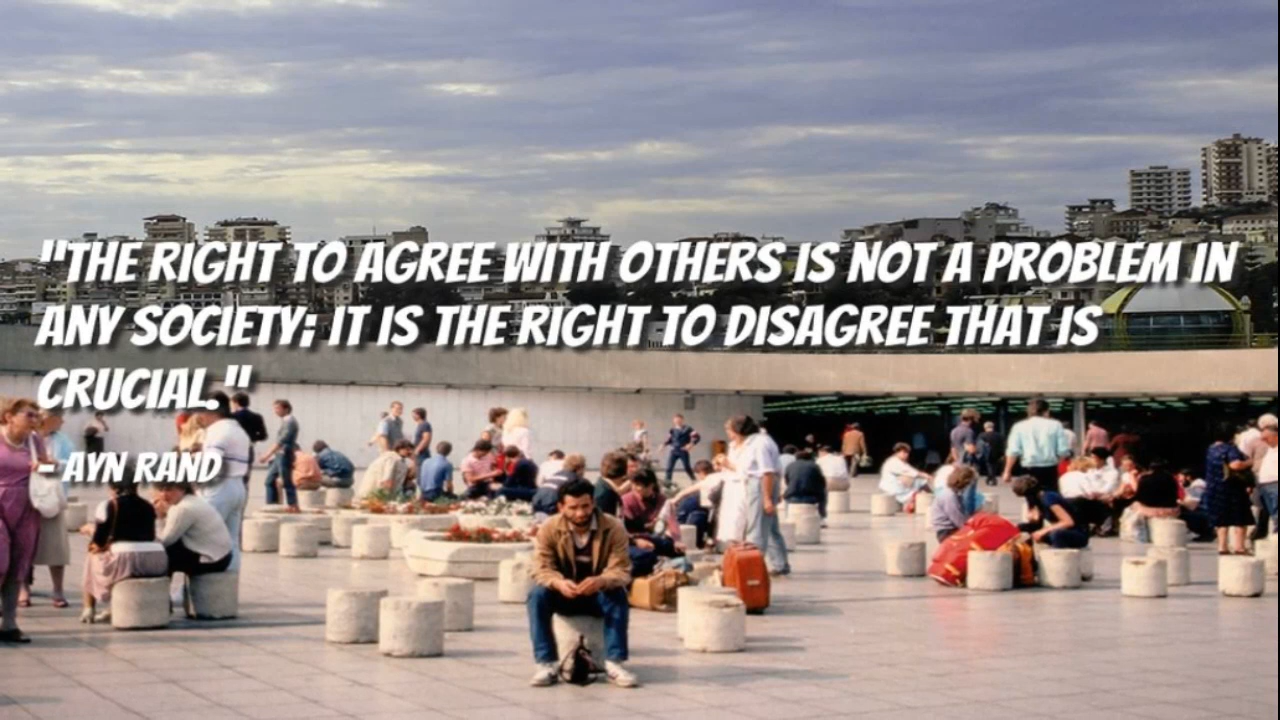 "THE RIGHT TO AGREE WITH OTHERS IS NOT A PROBLEM IN
ANY SOCIETY; IT IS THE RIGHT TO DISAGREE THAT IS
CRUCIAL."
- AYN RAND